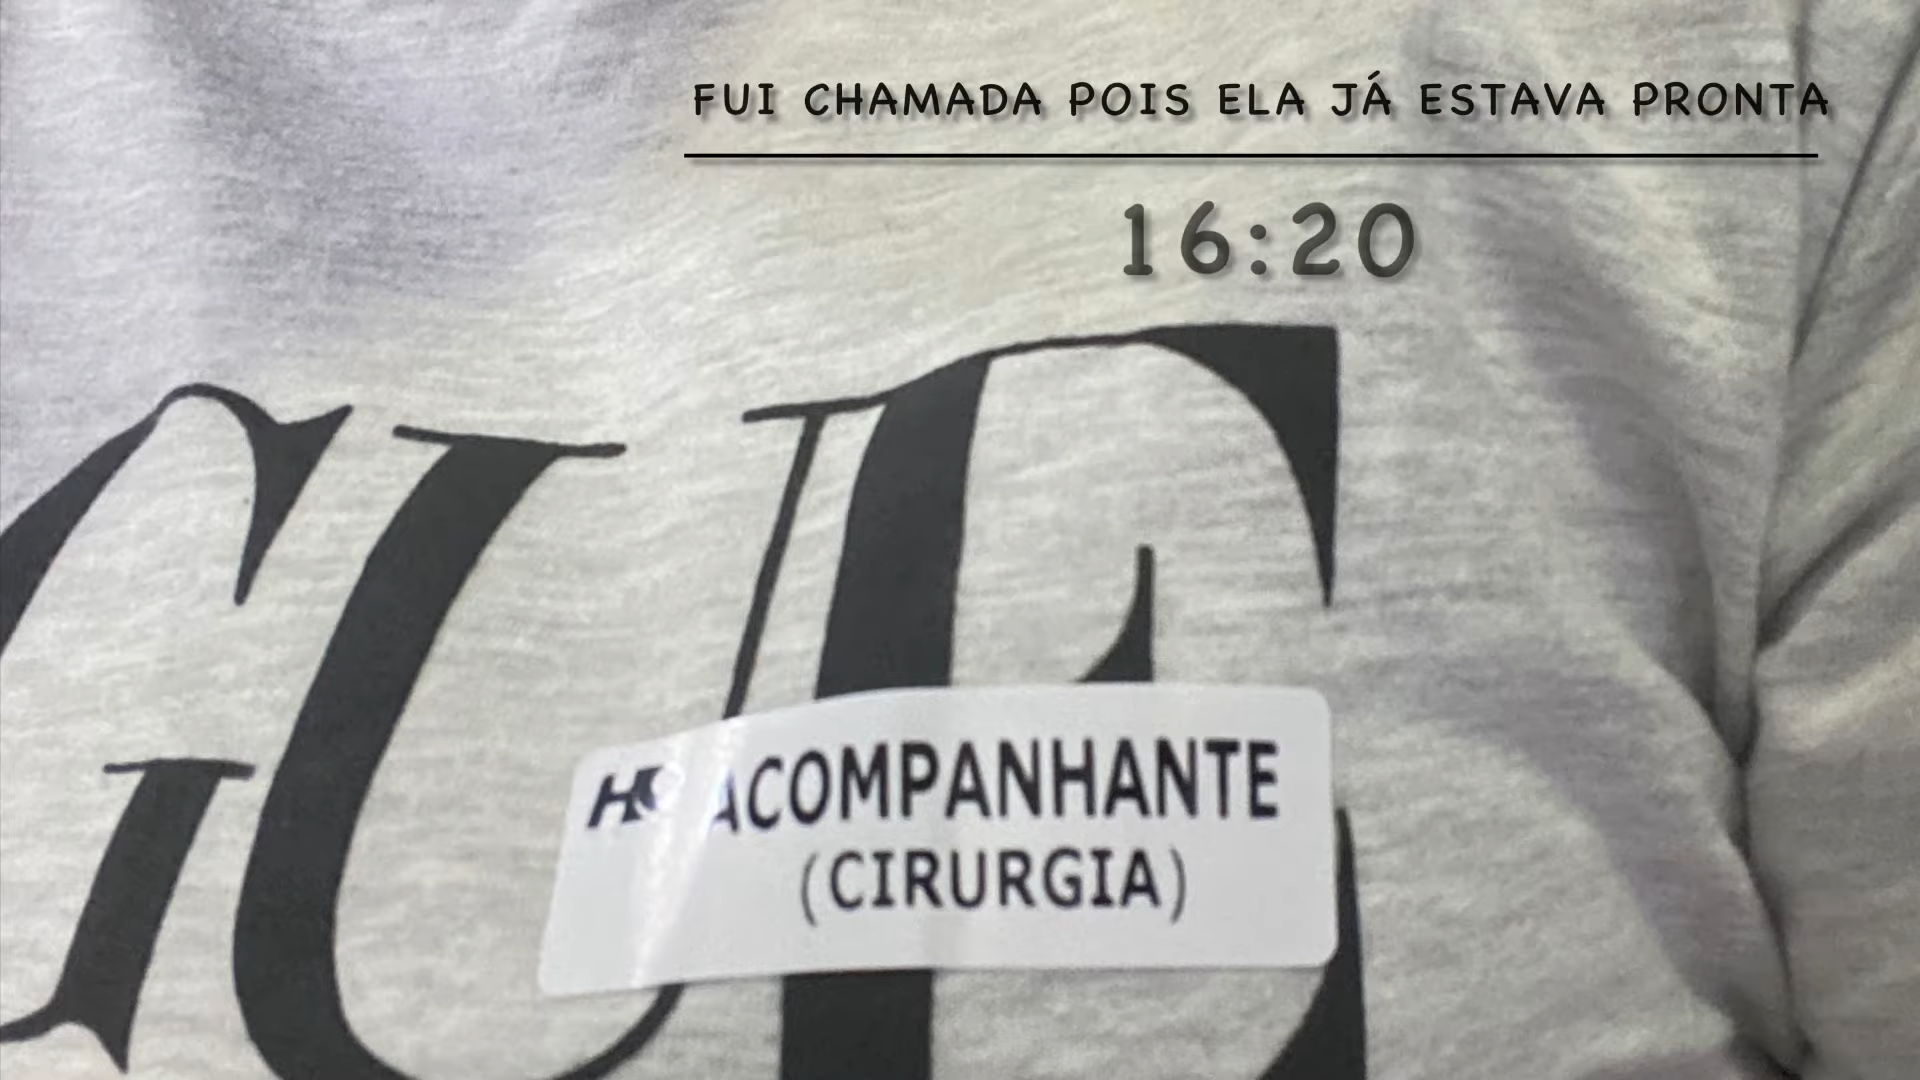 FUI CHAMADA POIS ELA JÁ ESTAVA PRONTA
16:20
GUE
ACOMPANHANTE
(CIRURGIA)